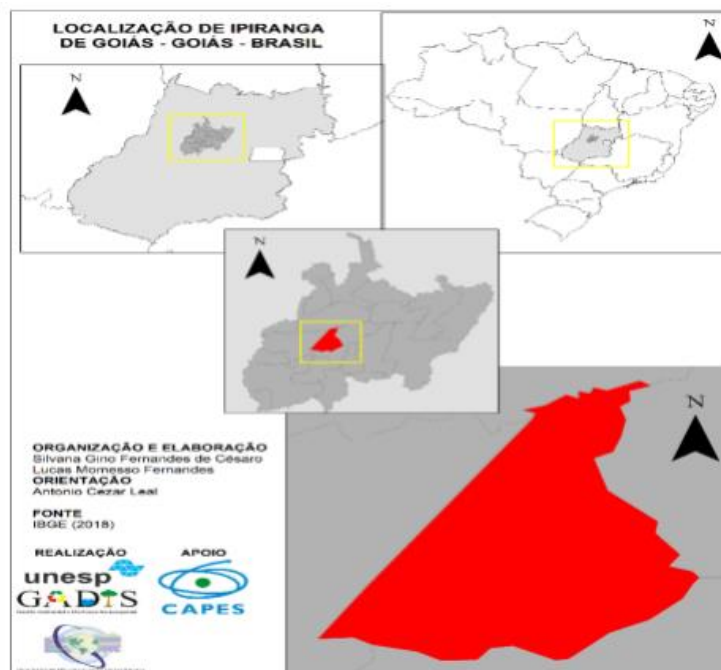 LOCALIZAÇÃO DE IPIRANGA
DE GOIÁS - GOIÁS - BRASIL
N
N
N
N
ORGANIZAÇÃO E ELABORAÇÃO
Silvana Gino Fernandes de Césaro
Lucas Momesso Fernandes
ORIENTAÇÃO
Antonio Cezar Leal
FONTE
IBGE (2018)
REALIZAÇÃO
APOIO
unesp
GADIS
CAPES